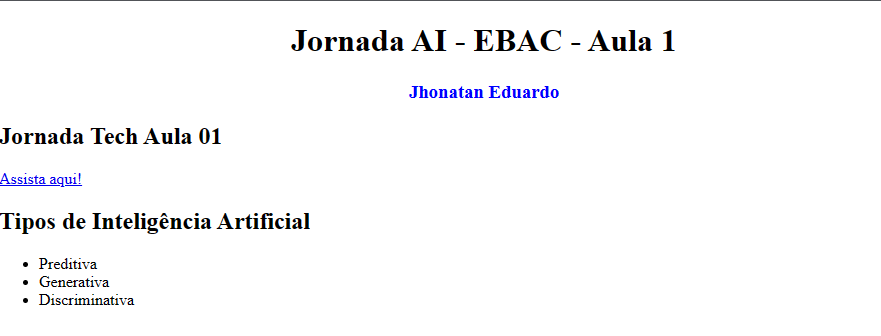 Jornada AI - EBAC - Aula 1
Jhonatan Eduardo
Jornada Tech Aula 01
Assista aqui!
Tipos de Inteligência Artificial
• Preditiva
• Generativa
• Discriminativa